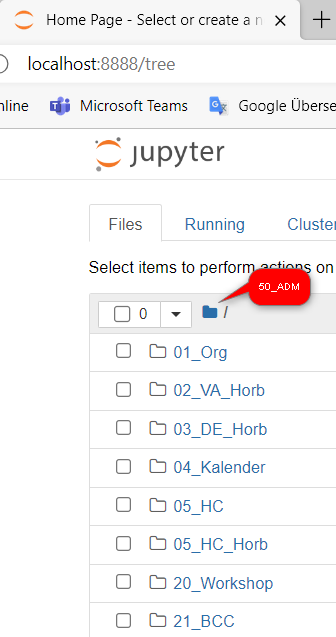 Home Page - Select or create a n
localhost:8888/tree
nline Microsoft Teams Google Überse
jupyter
Files Running Cluster
Select items to perform actions on
50_ADM
0 /
01_Org
02_VA_Horb
03_DE_Horb
04_Kalender
05_HC
05_HC_Horb
20_Workshop
21_BCC